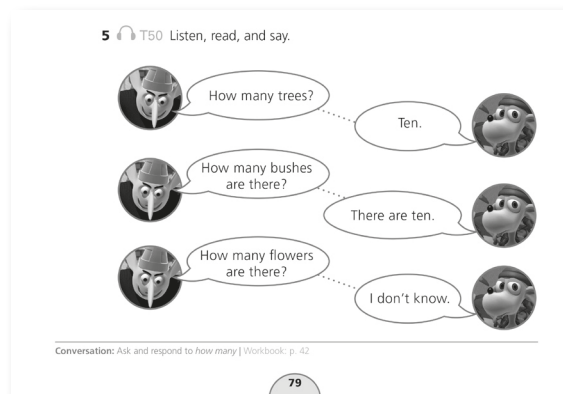 5 T50 Listen, read, and say.
How many trees?
Ten.
How many bushes
are there?
There are ten.
How many flowers
are there?
I don't know.
Conversation: Ask and respond to how many | Workbook: p. 42
79